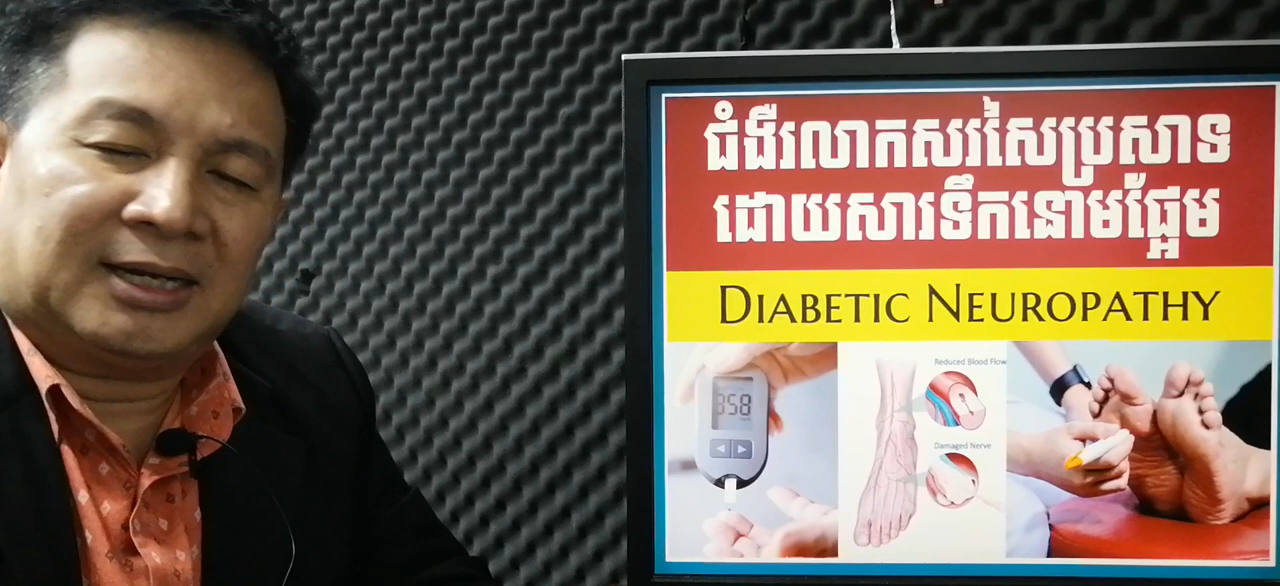 ជំងឺរលាកសរសៃប្រសាទ
ដោយសារទឹកនោមផ្អែម
DIABETIC NEUROPATHY
858
Reduced Blood Flow
Damaged Nerve